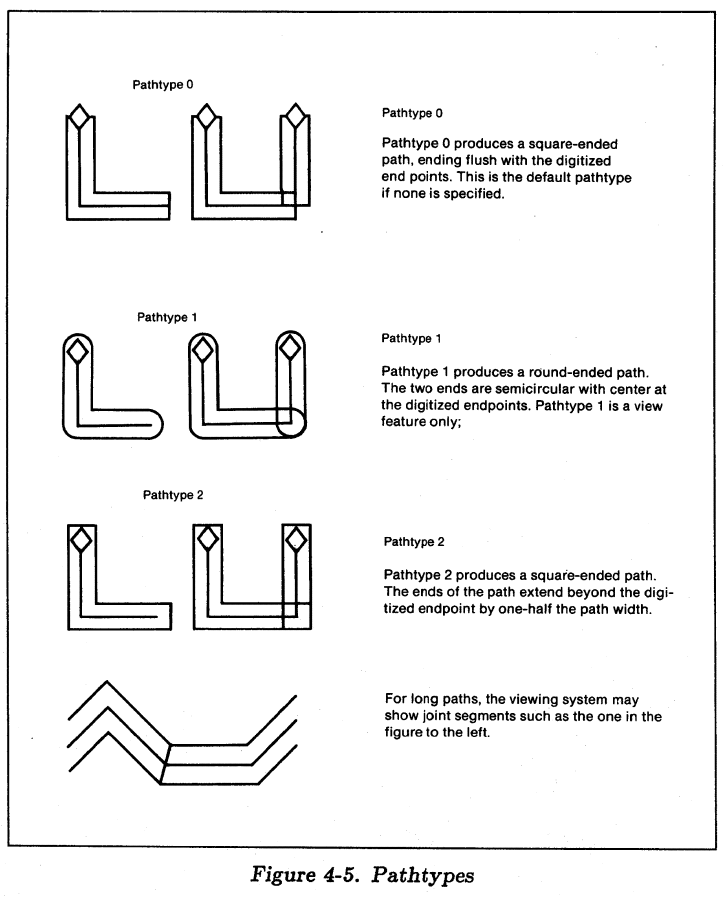 Pathtype 0
Pathtype 0
Pathtype 0 produces a square-ended
path, ending flush with the digitized
end points. This is the default pathtype
if none is specified.
Pathtype 1
Pathtype 1
Pathtype 1 produces a round-ended path.
The two ends are semicircular with center at
the digitized endpoints. Pathtype 1 is a view
feature only;
Pathtype 2
Pathtype 2
Pathtype 2 produces a square-ended path.
The ends of the path extend beyond the digi-
tized endpoint by one-half the path width.
For long paths, the viewing system may
show joint segments such as the one in the
figure to the left.
Figure 4-5. Pathtypes